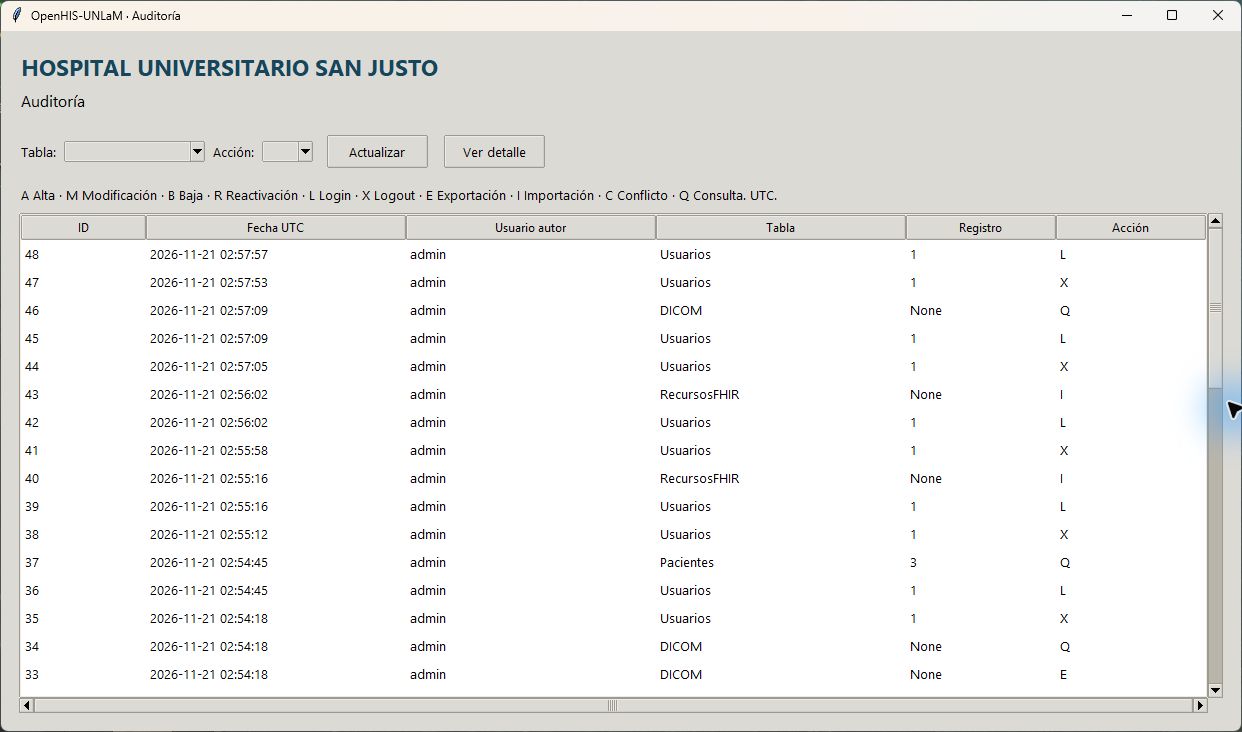 OpenHIS-UNLaM · Auditoría
HOSPITAL UNIVERSITARIO SAN JUSTO
Auditoría
Tabla: Acción: Actualizar Ver detalle
A Alta · M Modificación · B Baja · R Reactivación · L Login · X Logout · E Exportación · I Importación · C Conflicto · Q Consulta. UTC.
ID Fecha UTC Usuario autor Tabla Registro Acción
48 2026-11-21 02:57:57 admin Usuarios 1 L
47 2026-11-21 02:57:53 admin Usuarios 1 X
46 2026-11-21 02:57:09 admin DICOM None Q
45 2026-11-21 02:57:09 admin Usuarios 1 L
44 2026-11-21 02:57:05 admin Usuarios 1 X
43 2026-11-21 02:56:02 admin RecursosFHIR None I
42 2026-11-21 02:56:02 admin Usuarios 1 L
41 2026-11-21 02:55:58 admin Usuarios 1 X
40 2026-11-21 02:55:16 admin RecursosFHIR None I
39 2026-11-21 02:55:16 admin Usuarios 1 L
38 2026-11-21 02:55:12 admin Usuarios 1 X
37 2026-11-21 02:54:45 admin Pacientes 3 Q
36 2026-11-21 02:54:45 admin Usuarios 1 L
35 2026-11-21 02:54:18 admin Usuarios 1 X
34 2026-11-21 02:54:18 admin DICOM None Q
33 2026-11-21 02:54:18 admin DICOM None E